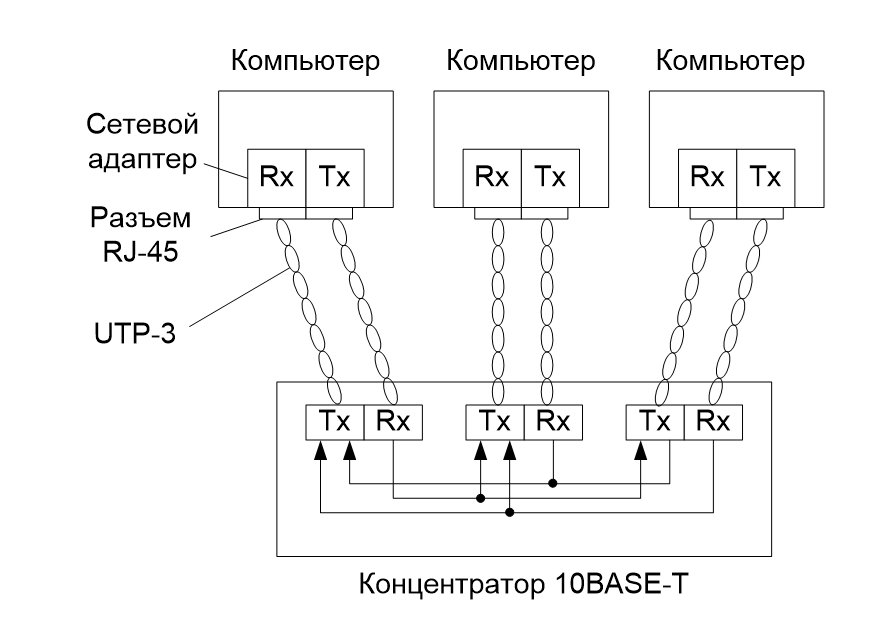 Компьютер Компьютер Компьютер
Сетевой
адаптер
Rx Tx Rx Tx Rx Tx
Разъем
RJ-45
UTP-3
Tx Rx Tx Rx Tx Rx
Концентратор 10BASE-T